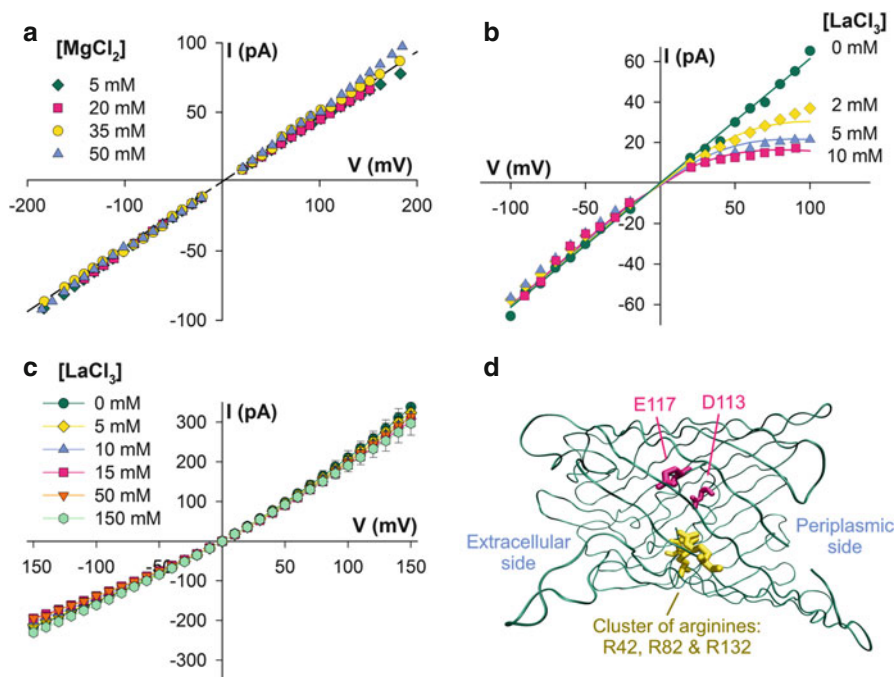 a
[MgCl2]
5 mM
20 mM
35 mM
50 mM
I (pA)
100
50
V (mV)
-200
-100
100
200
-50
-100
b
[LaCl3]
I (pA)
0 mM
60
40
2 mM
20
5 mM
10 mM
V (mV)
-100
-50
50
100
-20
-40
-60
c
[LaCl3]
0 mM
5 mM
10 mM
15 mM
50 mM
150 mM
I (pA)
300
200
100
V (mV)
150
-100
-50
50
100
150
-100
-200
-300
d
E117
D113
Extracellular
side
Periplasmic
side
Cluster of arginines:
R42, R82 & R132